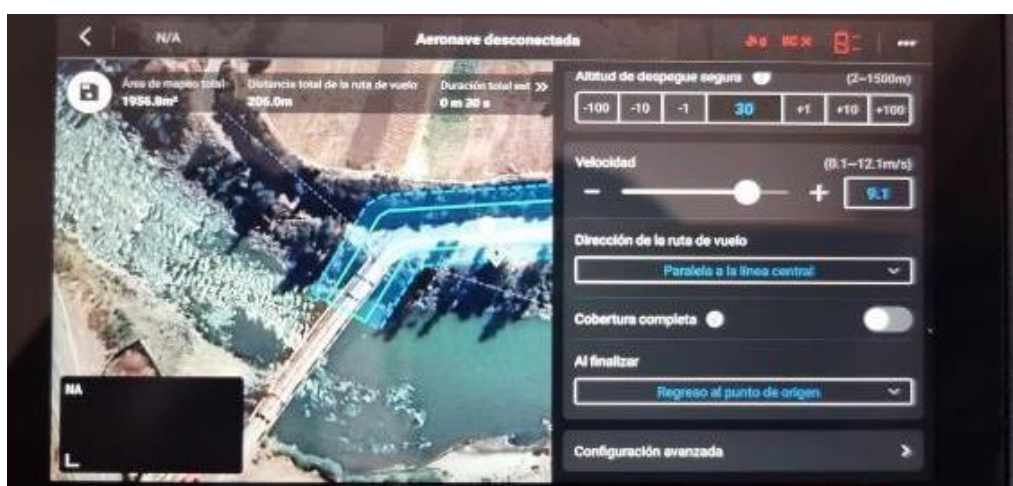 N/A
Aeronave desconectada
Área de mapeo total
1956.8m²
Distancia total de la ruta de vuelo
206.0m
Duración total est
0 m 30 s
NA
Altitud de despegue segura
(2~1500m)
-100 -10 -1 30 +1 +10 +100
Velocidad
(0.1~12.1m/s)
9.1
Dirección de la ruta de vuelo
Paralela a la línea central
Cobertura completa
Al finalizar
Regreso al punto de origen
Configuración avanzada